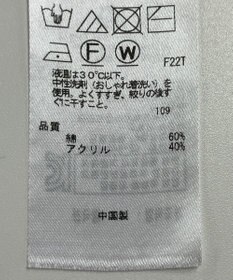 F W F22T
液温は30℃以下。
中性洗剤(おしゃれ着洗い)を
使用。よくすすぎ、絞りの後す
ぐに干すこと。
109
品質
綿 60%
アクリル 40%
中国製